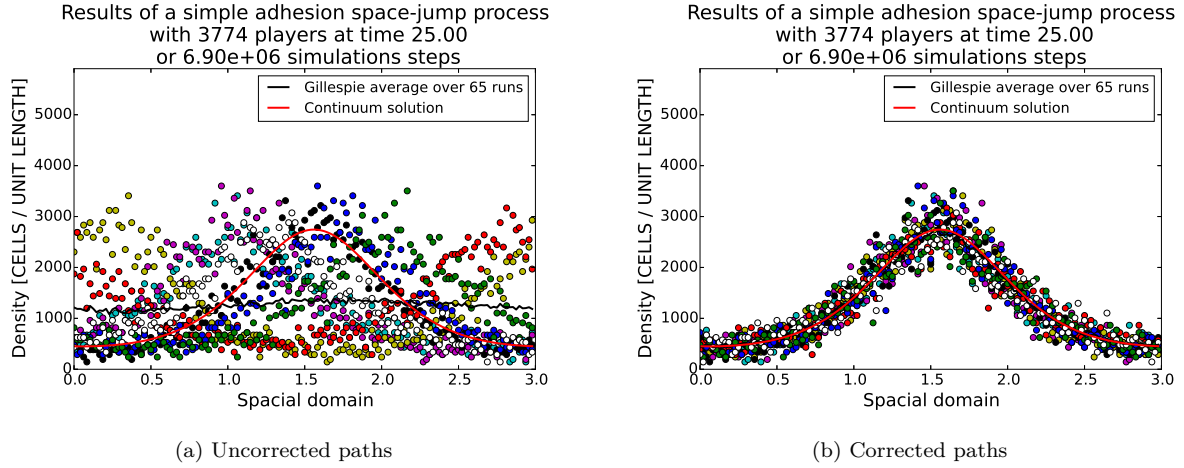 Results of a simple adhesion space-jump process
with 3774 players at time 25.00
or 6.90e+06 simulations steps
Gillespie average over 65 runs
Continuum solution
Density [CELLS / UNIT LENGTH]
5000
4000
3000
2000
1000
0
0.0 0.5 1.0 1.5 2.0 2.5 3.0
Spacial domain
(a) Uncorrected paths
Results of a simple adhesion space-jump process
with 3774 players at time 25.00
or 6.90e+06 simulations steps
Gillespie average over 65 runs
Continuum solution
Density [CELLS / UNIT LENGTH]
5000
4000
3000
2000
1000
0
0.0 0.5 1.0 1.5 2.0 2.5 3.0
Spacial domain
(b) Corrected paths